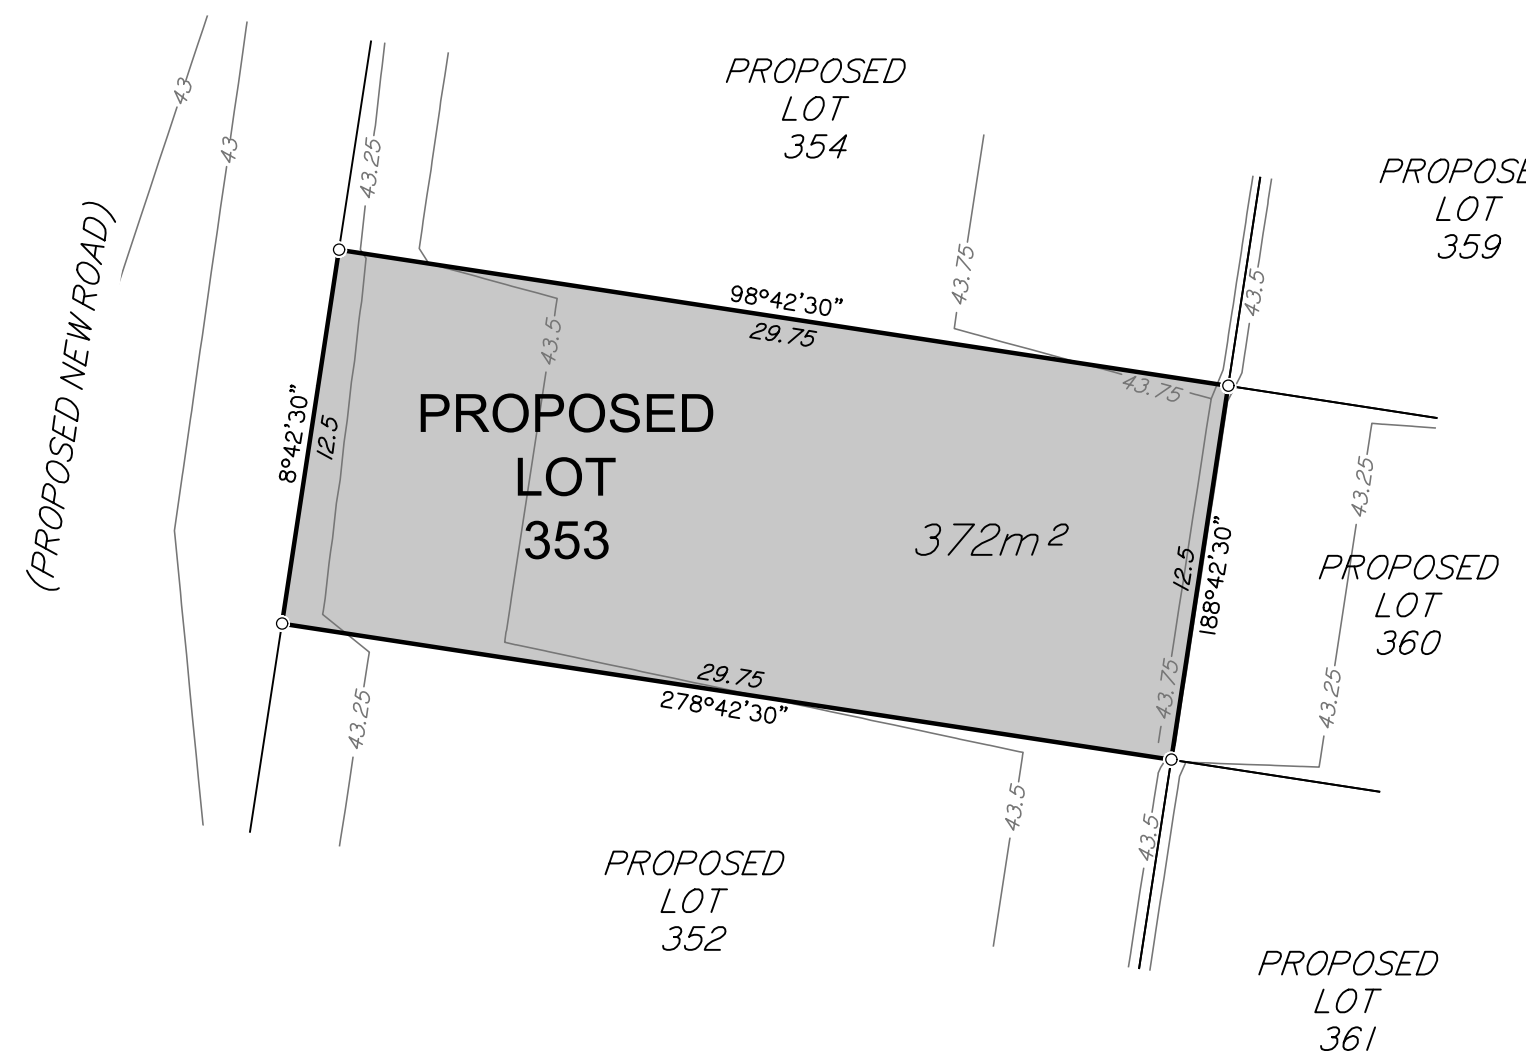 PROPOSED
LOT
354
PROPOSE
LOT
359
43
43
43.25
43.75
43.5
(PROPOSED NEW ROAD)
98°42'30"
29.75
43.5
43.75
8°42'30"
12.5
PROPOSED
LOT
353
372m²
12.5
188°42'30"
43.25
PROPOSED
LOT
360
43.25
43.75
29.75
278°42'30"
43.25
43.5
43.5
PROPOSED
LOT
352
PROPOSED
LOT
361